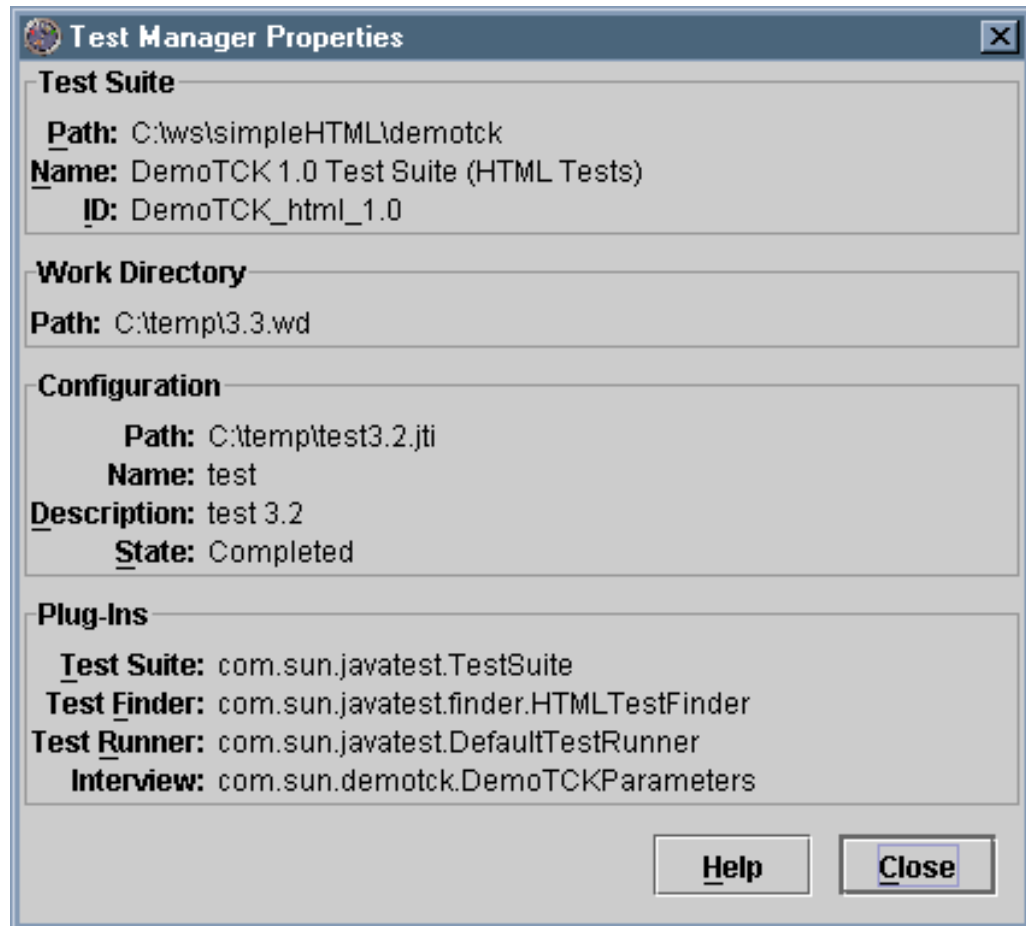 Test Manager Properties
Test Suite
Path: C:\ws\simpleHTML\demotck
Name: DemoTCK 1.0 Test Suite (HTML Tests)
ID: DemoTCK_html_1.0
Work Directory
Path: C:\temp\3.3.wd
Configuration
Path: C:\temp\test3.2.jti
Name: test
Description: test 3.2
State: Completed
Plug-Ins
Test Suite: com.sun.javatest.TestSuite
Test Finder: com.sun.javatest.finder.HTMLTestFinder
Test Runner: com.sun.javatest.DefaultTestRunner
Interview: com.sun.demotck.DemoTCKParameters
Help Close